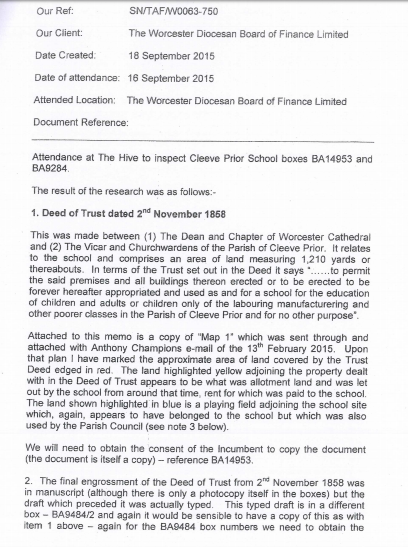 Our Ref: SN/TAF/W0063-750
Our Client: The Worcester Diocesan Board of Finance Limited
Date Created: 18 September 2015
Date of attendance: 16 September 2015
Attended Location: The Worcester Diocesan Board of Finance Limited
Document Reference:
Attendance at The Hive to inspect Cleeve Prior School boxes BA14953 and
BA9284.
The result of the research was as follows:-
1. Deed of Trust dated 2nd November 1858
This was made between (1) The Dean and Chapter of Worcester Cathedral
and (2) The Vicar and Churchwardens of the Parish of Cleeve Prior. It relates
to the school and comprises an area of land measuring 1,210 yards or
thereabouts. In terms of the Trust set out in the Deed it says "......to permit
the said premises and all buildings thereon erected or to be erected to be
forever hereafter appropriated and used as and for a school for the education
of children and adults or children only of the labouring manufacturing and
other poorer classes in the Parish of Cleeve Prior and for no other purpose".
Attached to this memo is a copy of "Map 1" which was sent through and
attached with Anthony Champions e-mail of the 13th February 2015. Upon
that plan I have marked the approximate area of land covered by the Trust
Deed edged in red. The land highlighted yellow adjoining the property dealt
with in the Deed of Trust appears to be what was allotment land and was let
out by the school from around that time, rent for which was paid to the school.
The land shown highlighted in blue is a playing field adjoining the school site
which, again, appears to have belonged to the school but which was also
used by the Parish Council (see note 3 below).
We will need to obtain the consent of the Incumbent to copy the document
(the document is itself a copy) – reference BA14953.
2. The final engrossment of the Deed of Trust from 2nd November 1858 was
in manuscript (although there is only a photocopy itself in the boxes) but the
draft which preceded it was actually typed. This typed draft is in a different
box – BA9484/2 and again it would be sensible to have a copy of this as with
item 1 above – again for the BA9484 box numbers we need to obtain the